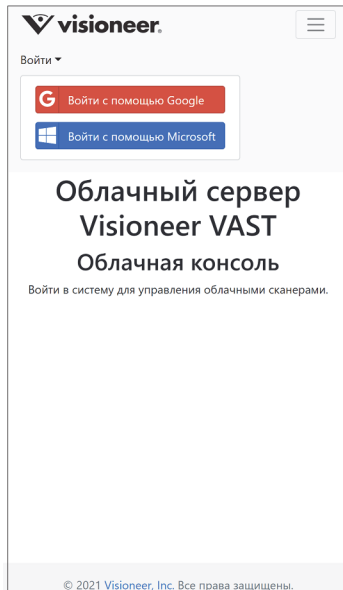 visioneer.
Войти
Войти с помощью Google
Войти с помощью Microsoft
Облачный сервер
Visioneer VAST
Облачная консоль
Войти в систему для управления облачными сканерами.
© 2021 Visioneer, Inc. Все права защищены.